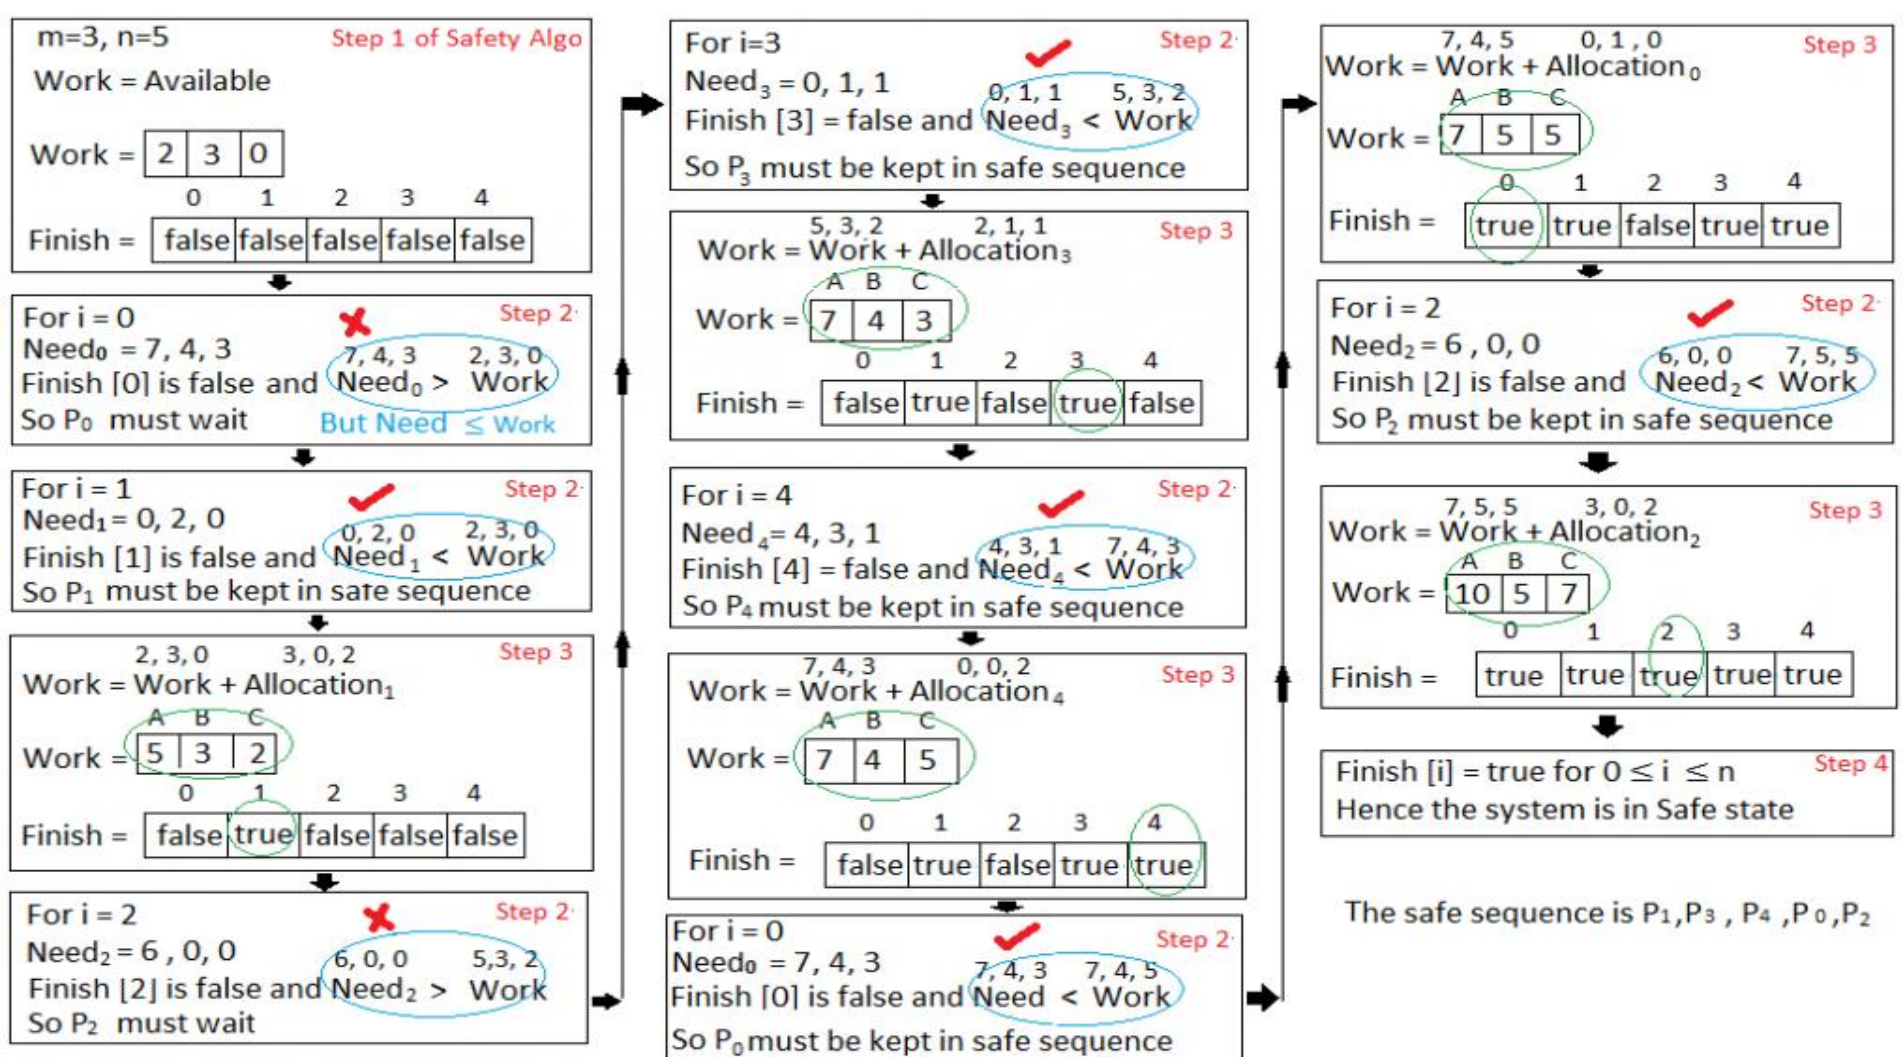 m=3, n=5 Step 1 of Safety Algo
Work = Available
Work = 2 3 0
0 1 2 3 4
Finish = false false false false false
For i = 0 Step 2
Need₀ = 7, 4, 3
7, 4, 3 2, 3, 0
Finish [0] is false and Need₀ > Work
So P₀ must wait But Need ≤ Work
For i = 1 Step 2
Need₁= 0, 2, 0
0, 2, 0 2, 3, 0
Finish [1] is false and Need₁ < Work
So P₁ must be kept in safe sequence
Step 3
2, 3, 0 3, 0, 2
Work = Work + Allocation₁
A B C
Work = 5 3 2
0 1 2 3 4
Finish = false true false false false
For i = 2 Step 2
Need₂= 6 , 0, 0
6, 0, 0 5,3, 2
Finish [2] is false and Need₂ > Work
So P₂ must wait
For i=3 Step 2
Need₃ = 0, 1, 1
0, 1, 1 5, 3, 2
Finish [3] = false and Need₃ < Work
So P₃ must be kept in safe sequence
5, 3, 2 2, 1, 1 Step 3
Work = Work + Allocation₃
A B C
Work = 7 4 3
0 1 2 3 4
Finish = false true false true false
For i = 4 Step 2
Need₄= 4, 3, 1
4, 3, 1 7, 4, 3
Finish [4] = false and Need₄ < Work
So P₄ must be kept in safe sequence
7, 4, 3 0, 0, 2 Step 3
Work = Work + Allocation₄
A B C
Work = 7 4 5
0 1 2 3 4
Finish = false true false true true
For i = 0 Step 2
Need₀ = 7, 4, 3
7, 4, 3 7, 4, 5
Finish [0] is false and Need < Work
So P₀ must be kept in safe sequence
7, 4, 5 0, 1 , 0 Step 3
Work = Work + Allocation₀
A B C
Work = 7 5 5
0 1 2 3 4
Finish = true true false true true
For i = 2 Step 2
Need₂= 6 , 0, 0
6, 0, 0 7, 5, 5
Finish [2] is false and Need₂ < Work
So P₂ must be kept in safe sequence
7, 5, 5 3, 0, 2 Step 3
Work = Work + Allocation₂
A B C
Work = 10 5 7
0 1 2 3 4
Finish = true true true true true
Finish [i] = true for 0 ≤ i ≤ n Step 4
Hence the system is in Safe state
The safe sequence is P₁,P₃ , P₄ ,P₀,P₂